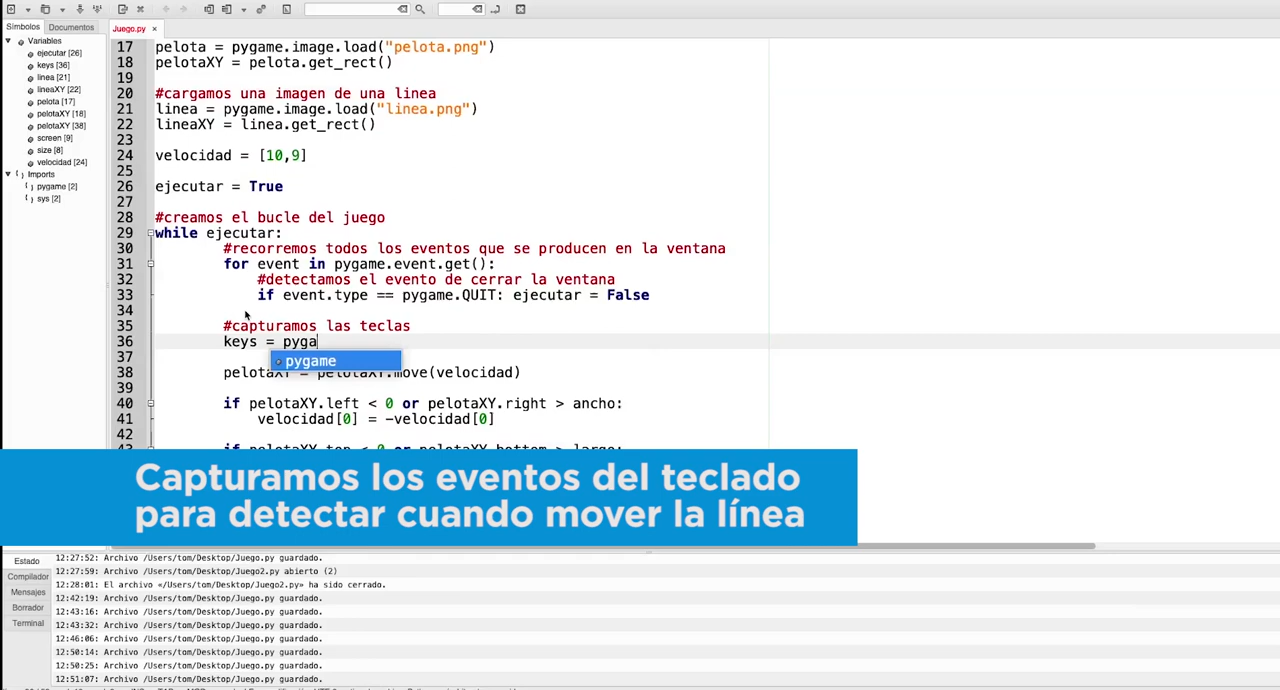 Símbolos Documentos
Juego.py ×
Variables
ejecutar [26]
keys [36]
linea [21]
lineaXY [22]
pelota [17]
pelotaXY [18]
pelotaXY [38]
screen [9]
size [8]
velocidad [24]
Imports
pygame [2]
sys [2]
17 pelota = pygame.image.load("pelota.png")
18 pelotaXY = pelota.get_rect()
19
20 #cargamos una imagen de una linea
21 linea = pygame.image.load("linea.png")
22 lineaXY = linea.get_rect()
23
24 velocidad = [10,9]
25
26 ejecutar = True
27
28 #creamos el bucle del juego
29 while ejecutar:
30 #recorremos todos los eventos que se producen en la ventana
31 for event in pygame.event.get():
32 #detectamos el evento de cerrar la ventana
33 if event.type == pygame.QUIT: ejecutar = False
34
35 #capturamos las teclas
36 keys = pyga
37 pygame
38 pelotaXY = pelotaXY.move(velocidad)
39
40 if pelotaXY.left < 0 or pelotaXY.right > ancho:
41 velocidad[0] = -velocidad[0]
42
43 if pelotaXY.top < 0 or pelotaXY.bottom > largo:
Capturamos los eventos del teclado
para detectar cuando mover la línea
Estado
Compilador
Mensajes
Borrador
Terminal
12:27:52: Archivo /Users/tom/Desktop/Juego.py guardado.
12:27:59: Archivo /Users/tom/Desktop/Juego2.py abierto (2)
12:28:01: El archivo «/Users/tom/Desktop/Juego2.py» ha sido cerrado.
12:42:19: Archivo /Users/tom/Desktop/Juego.py guardado.
12:43:16: Archivo /Users/tom/Desktop/Juego.py guardado.
12:43:32: Archivo /Users/tom/Desktop/Juego.py guardado.
12:46:06: Archivo /Users/tom/Desktop/Juego.py guardado.
12:50:14: Archivo /Users/tom/Desktop/Juego.py guardado.
12:50:25: Archivo /Users/tom/Desktop/Juego.py guardado.
12:51:07: Archivo /Users/tom/Desktop/Juego.py guardado.